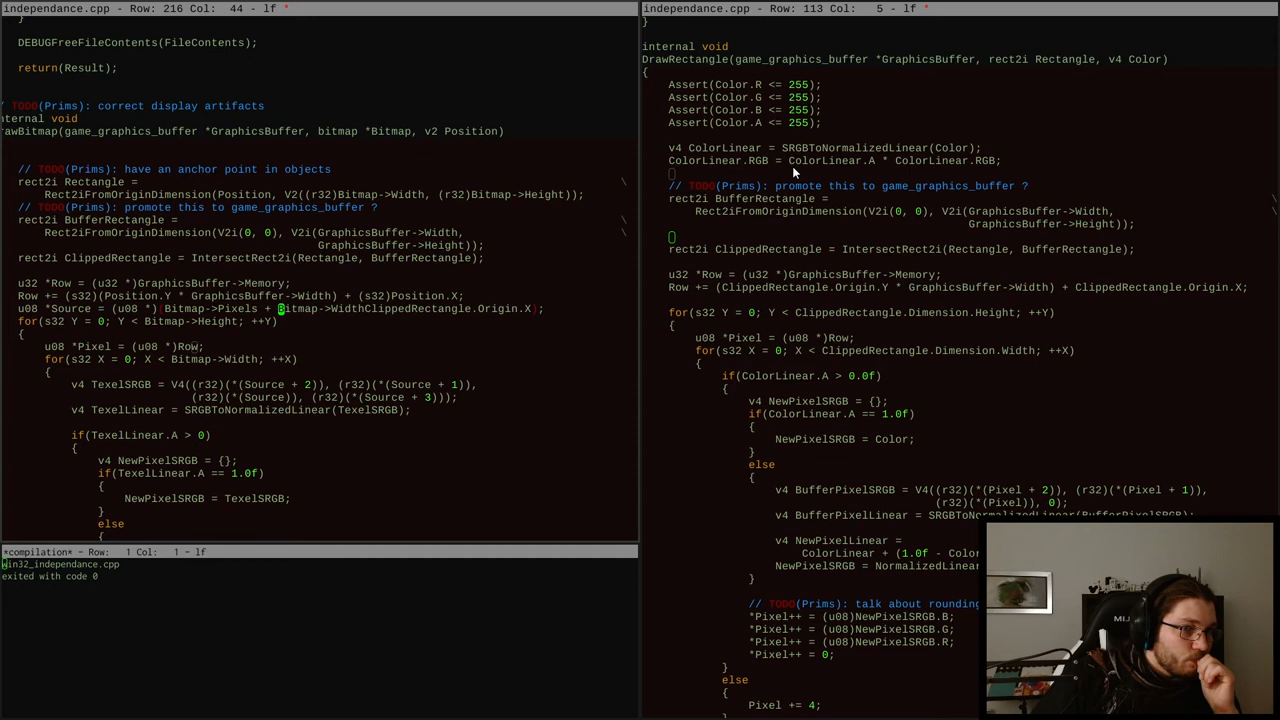 independance.cpp - Row: 216 Col:  44 - lf *
}
DEBUGFreeFileContents(FileContents);
return(Result);
/ TODO(Prims): correct display artifacts
nternal void
rawBitmap(game_graphics_buffer *GraphicsBuffer, bitmap *Bitmap, v2 Position)
// TODO(Prims): have an anchor point in objects
rect2i Rectangle = \
Rect2iFromOriginDimension(Position, V2((r32)Bitmap->Width, (r32)Bitmap->Height));
// TODO(Prims): promote this to game_graphics_buffer ?
rect2i BufferRectangle = \
Rect2iFromOriginDimension(V2i(0, 0), V2i(GraphicsBuffer->Width, \
GraphicsBuffer->Height));
rect2i ClippedRectangle = IntersectRect2i(Rectangle, BufferRectangle);
u32 *Row = (u32 *)GraphicsBuffer->Memory;
Row += (s32)(Position.Y * GraphicsBuffer->Width) + (s32)Position.X;
u08 *Source = (u08 *)(Bitmap->Pixels + Bitmap->WidthClippedRectangle.Origin.X);
for(s32 Y = 0; Y < Bitmap->Height; ++Y)
{
u08 *Pixel = (u08 *)Row;
for(s32 X = 0; X < Bitmap->Width; ++X)
{
v4 TexelSRGB = V4((r32)(*(Source + 2)), (r32)(*(Source + 1)),
(r32)(*(Source)), (r32)(*(Source + 3)));
v4 TexelLinear = SRGBToNormalizedLinear(TexelSRGB);
if(TexelLinear.A > 0)
{
v4 NewPixelSRGB = {};
if(TexelLinear.A == 1.0f)
{
NewPixelSRGB = TexelSRGB;
}
else
{
*compilation* - Row:   1 Col:   1 - lf
win32_independance.cpp
exited with code 0
independance.cpp - Row: 113 Col:   5 - lf *
}
internal void
DrawRectangle(game_graphics_buffer *GraphicsBuffer, rect2i Rectangle, v4 Color)
{
Assert(Color.R <= 255);
Assert(Color.G <= 255);
Assert(Color.B <= 255);
Assert(Color.A <= 255);
v4 ColorLinear = SRGBToNormalizedLinear(Color);
ColorLinear.RGB = ColorLinear.A * ColorLinear.RGB;
// TODO(Prims): promote this to game_graphics_buffer ?
rect2i BufferRectangle = \
Rect2iFromOriginDimension(V2i(0, 0), V2i(GraphicsBuffer->Width, \
GraphicsBuffer->Height));
rect2i ClippedRectangle = IntersectRect2i(Rectangle, BufferRectangle);
u32 *Row = (u32 *)GraphicsBuffer->Memory;
Row += (ClippedRectangle.Origin.Y * GraphicsBuffer->Width) + ClippedRectangle.Origin.X;
for(s32 Y = 0; Y < ClippedRectangle.Dimension.Height; ++Y)
{
u08 *Pixel = (u08 *)Row;
for(s32 X = 0; X < ClippedRectangle.Dimension.Width; ++X)
{
if(ColorLinear.A > 0.0f)
{
v4 NewPixelSRGB = {};
if(ColorLinear.A == 1.0f)
{
NewPixelSRGB = Color;
}
else
{
v4 BufferPixelSRGB = V4((r32)(*(Pixel + 2)), (r32)(*(Pixel + 1)),
(r32)(*(Pixel)), 0);
v4 BufferPixelLinear = SRGBToNormalizedLinear(BufferPixelSRGB);
v4 NewPixelLinear =
ColorLinear + (1.0f - Color
NewPixelSRGB = NormalizedLinear
}
// TODO(Prims): talk about rounding
*Pixel++ = (u08)NewPixelSRGB.B;
*Pixel++ = (u08)NewPixelSRGB.G;
*Pixel++ = (u08)NewPixelSRGB.R;
*Pixel++ = 0;
}
else
{
Pixel += 4;
}